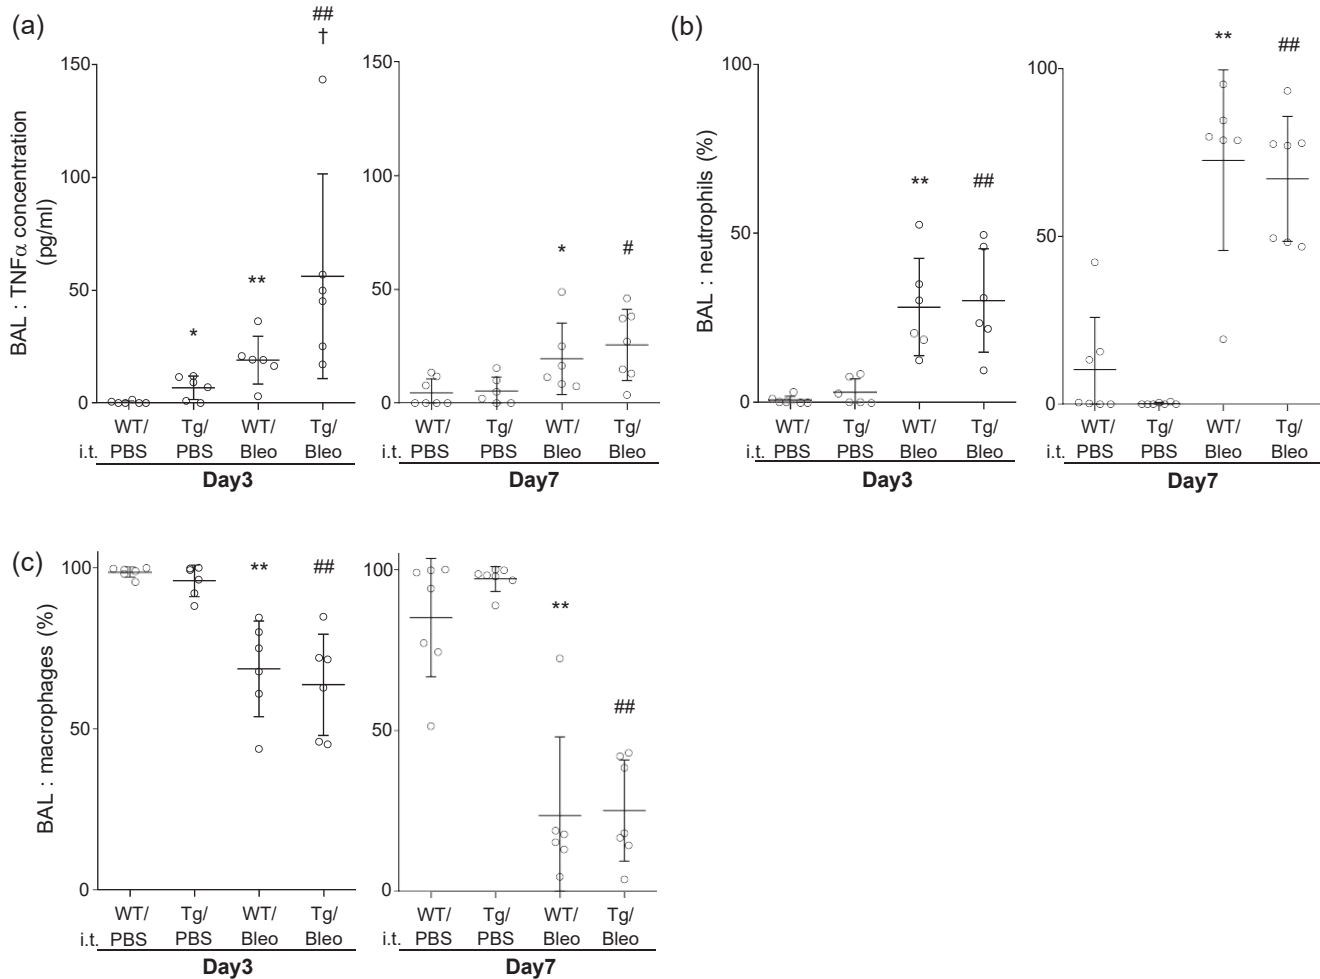 (a)
BAL : TNFα concentration
(pg/ml)
150
100
50
0
*
**
##
†
WT/ Tg/ WT/ Tg/
i.t. PBS PBS Bleo Bleo
Day3
150
100
50
0
*
#
WT/ Tg/ WT/ Tg/
PBS PBS Bleo Bleo
Day7
(b)
BAL : neutrophils (%)
100
50
0
**
##
WT/ Tg/ WT/ Tg/
i.t. PBS PBS Bleo Bleo
Day3
100
50
0
**
##
WT/ Tg/ WT/ Tg/
i.t. PBS PBS Bleo Bleo
Day7
(c)
BAL : macrophages (%)
100
50
0
**
##
WT/ Tg/ WT/ Tg/
i.t. PBS PBS Bleo Bleo
Day3
100
50
0
**
##
WT/ Tg/ WT/ Tg/
i.t. PBS PBS Bleo Bleo
Day7